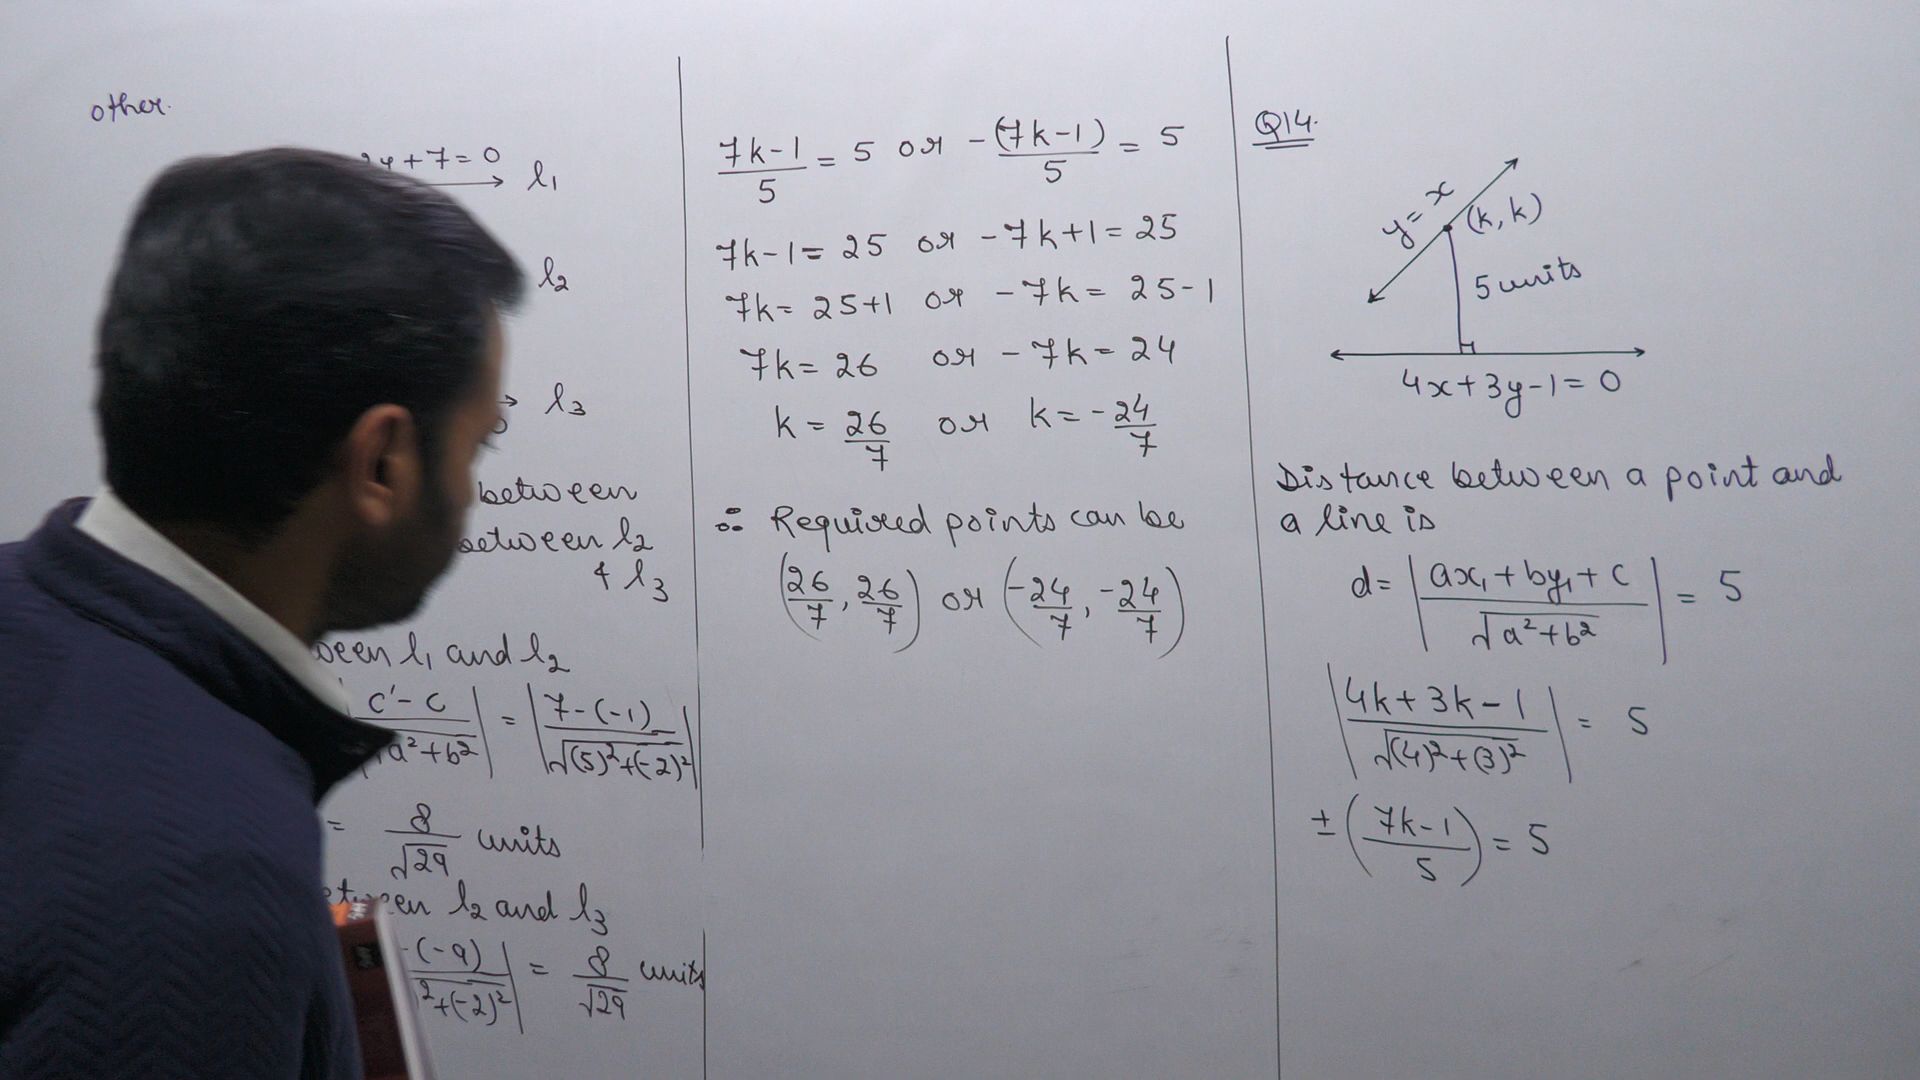 other.
y + 7 = 0
l₁
l₂
l₃
between
between l₂
& l₃
ween l₁ and l₂
| c' - c / √a² + b² | = | 7 - (-1) / √(5)² + (-2)² |
= 8/√29 units
etween l₂ and l₃
- (-9) / ² + (-2)² | = 8/√29 units
7k-1/5 = 5 or -(7k-1)/5 = 5
7k-1 = 25 or -7k+1 = 25
7k = 25+1 or -7k = 25-1
7k = 26 or -7k = 24
k = 26/7 or k = -24/7
∴ Required points can be
(26/7, 26/7) or (-24/7, -24/7)
Q14.
y = x
(k, k)
5 units
4x + 3y - 1 = 0
Distance between a point and
a line is
d = | ax₁ + by₁ + c / √a² + b² | = 5
| 4k + 3k - 1 / √(4)² + (3)² | = 5
± (7k-1/5) = 5